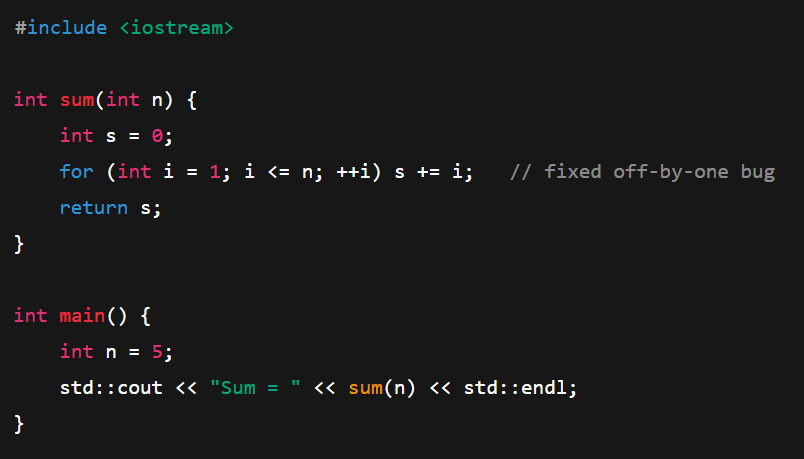 #include <iostream>
int sum(int n) {
    int s = 0;
    for (int i = 1; i <= n; ++i) s += i;   // fixed off-by-one bug
    return s;
}
int main() {
    int n = 5;
    std::cout << "Sum = " << sum(n) << std::endl;
}